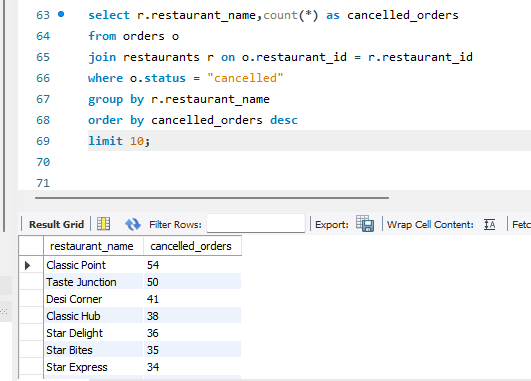 63 select r.restaurant_name,count(*) as cancelled_orders
64 from orders o
65 join restaurants r on o.restaurant_id = r.restaurant_id
66 where o.status = "cancelled"
67 group by r.restaurant_name
68 order by cancelled_orders desc
69 limit 10;
70
71
Result Grid Filter Rows: Export: Wrap Cell Content: IA Fetc
restaurant_name cancelled_orders
Classic Point 54
Taste Junction 50
Desi Corner 41
Classic Hub 38
Star Delight 36
Star Bites 35
Star Express 34